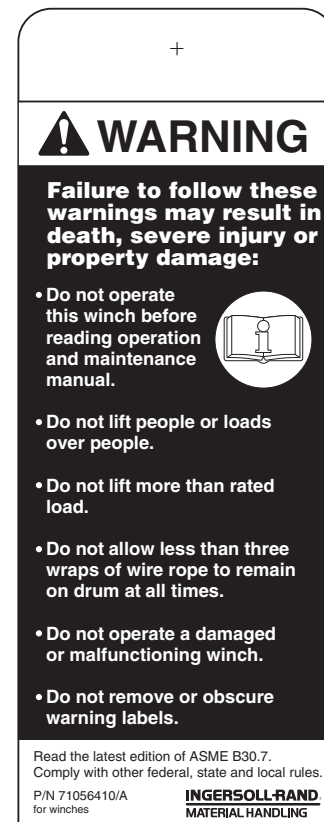 WARNING
Failure to follow these
warnings may result in
death, severe injury or
property damage:
• Do not operate
this winch before
reading operation
and maintenance
manual.
• Do not lift people or loads
over people.
• Do not lift more than rated
load.
• Do not allow less than three
wraps of wire rope to remain
on drum at all times.
• Do not operate a damaged
or malfunctioning winch.
• Do not remove or obscure
warning labels.
Read the latest edition of ASME B30.7.
Comply with other federal, state and local rules.
P/N 71056410/A
for winches
INGERSOLL-RAND
MATERIAL HANDLING